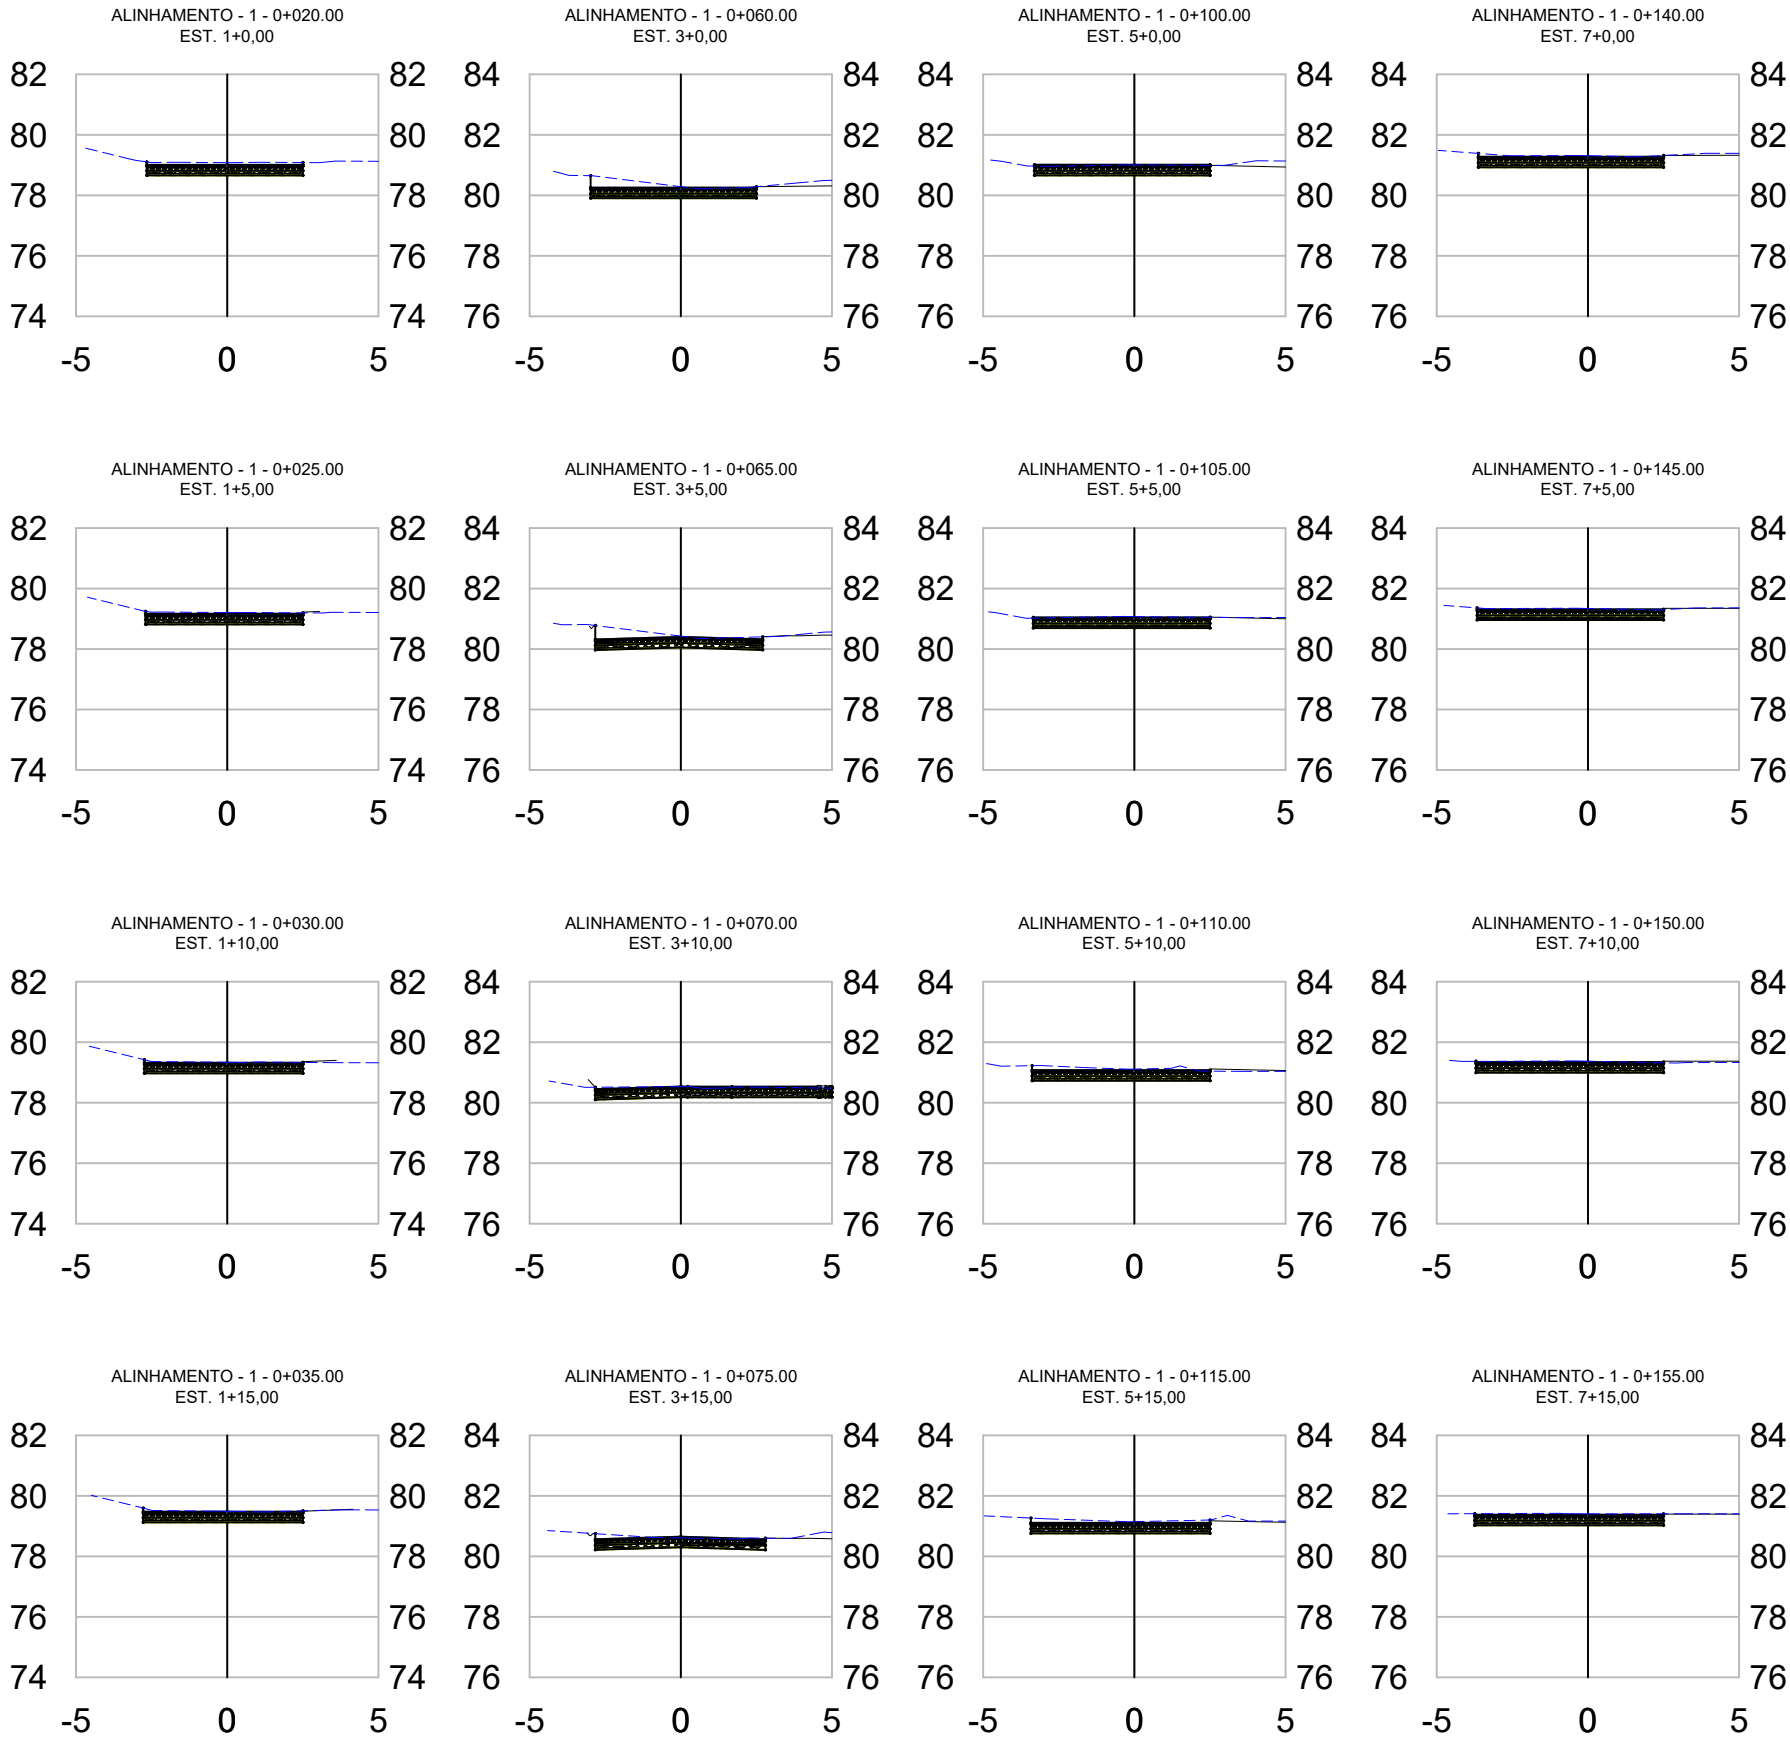 ALINHAMENTO - 1 - 0+020.00
EST. 1+0,00
82 82
80 80
78 78
76 76
74 74
-5 0 5
ALINHAMENTO - 1 - 0+060.00
EST. 3+0,00
84 84
82 82
80 80
78 78
76 76
-5 0 5
ALINHAMENTO - 1 - 0+100.00
EST. 5+0,00
84 84
82 82
80 80
78 78
76 76
-5 0 5
ALINHAMENTO - 1 - 0+140.00
EST. 7+0,00
84 84
82 82
80 80
78 78
76 76
-5 0 5
ALINHAMENTO - 1 - 0+025.00
EST. 1+5,00
82 82
80 80
78 78
76 76
74 74
-5 0 5
ALINHAMENTO - 1 - 0+065.00
EST. 3+5,00
84 84
82 82
80 80
78 78
76 76
-5 0 5
ALINHAMENTO - 1 - 0+105.00
EST. 5+5,00
84 84
82 82
80 80
78 78
76 76
-5 0 5
ALINHAMENTO - 1 - 0+145.00
EST. 7+5,00
84 84
82 82
80 80
78 78
76 76
-5 0 5
ALINHAMENTO - 1 - 0+030.00
EST. 1+10,00
82 82
80 80
78 78
76 76
74 74
-5 0 5
ALINHAMENTO - 1 - 0+070.00
EST. 3+10,00
84 84
82 82
80 80
78 78
76 76
-5 0 5
ALINHAMENTO - 1 - 0+110.00
EST. 5+10,00
84 84
82 82
80 80
78 78
76 76
-5 0 5
ALINHAMENTO - 1 - 0+150.00
EST. 7+10,00
84 84
82 82
80 80
78 78
76 76
-5 0 5
ALINHAMENTO - 1 - 0+035.00
EST. 1+15,00
82 82
80 80
78 78
76 76
74 74
-5 0 5
ALINHAMENTO - 1 - 0+075.00
EST. 3+15,00
84 84
82 82
80 80
78 78
76 76
-5 0 5
ALINHAMENTO - 1 - 0+115.00
EST. 5+15,00
84 84
82 82
80 80
78 78
76 76
-5 0 5
ALINHAMENTO - 1 - 0+155.00
EST. 7+15,00
84 84
82 82
80 80
78 78
76 76
-5 0 5